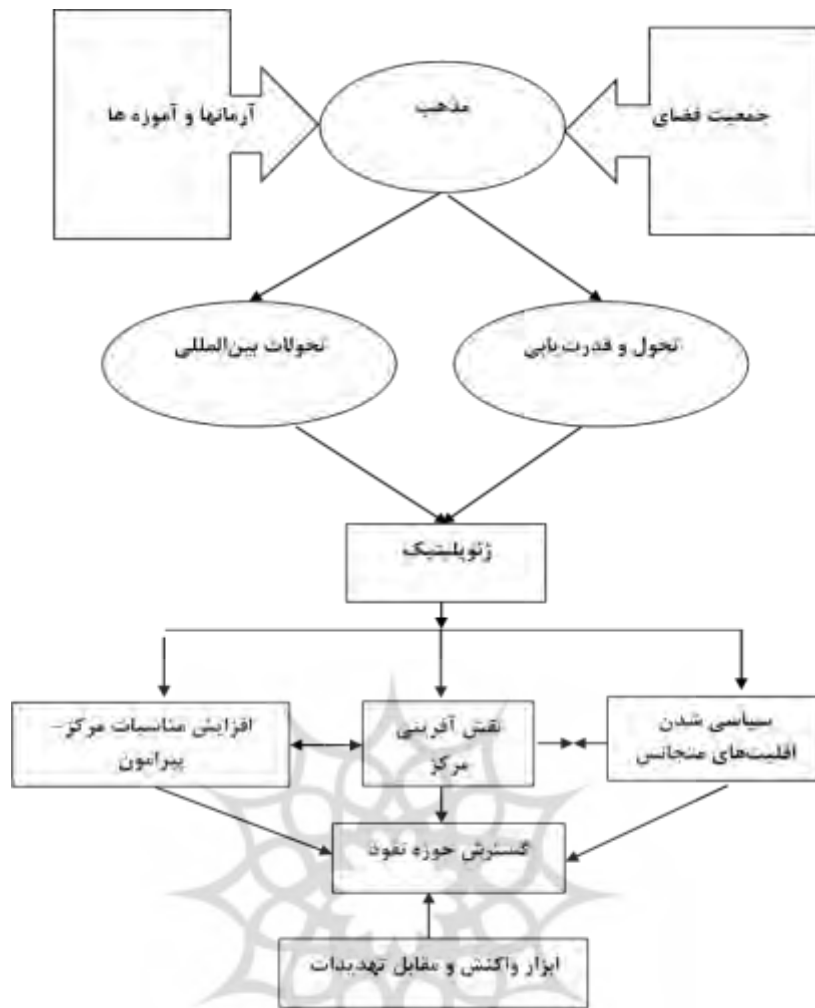 مذهب
جمعیت فضای
آرمانها و آموزه ها
تحول و قدرت‌یابی
تحولات بین‌المللی
ژئوپلیتیک
سیاسی شدن
اقلیت‌های متجانس
نقش آفرینی
مرکز
افزایش مناسبات مرکز-
پیرامون
گسترش حوزه نفوذ
ابزار واکنش و مقابل تهدیدات